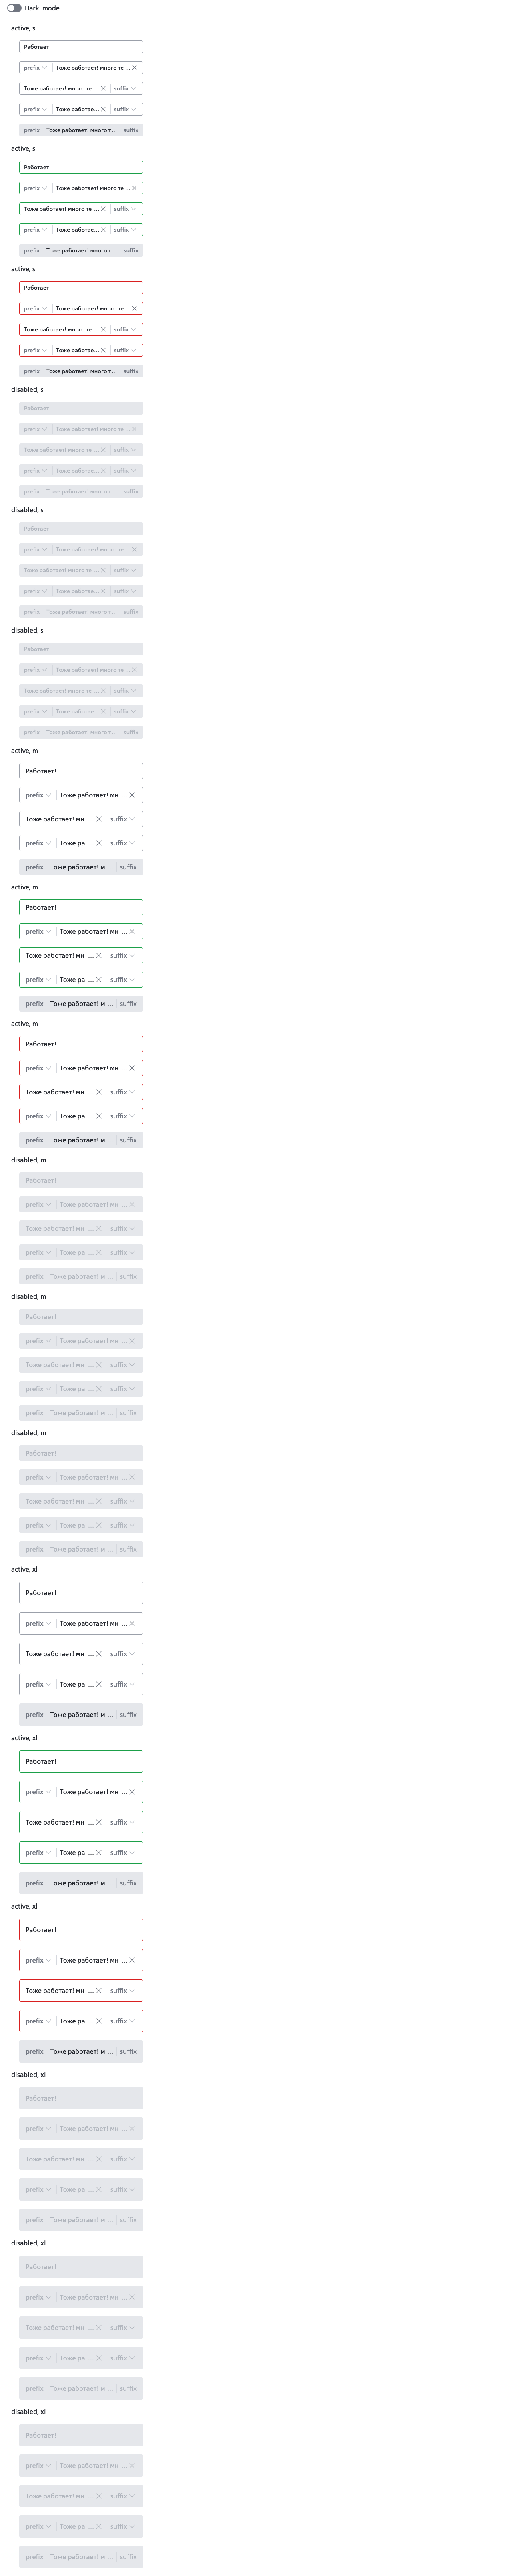 Dark_mode
active, s
Работает!
prefix Тоже работает! много те ...
Тоже работает! много те ... suffix
prefix Тоже работае... suffix
prefix Тоже работает! много т ... suffix
active, s
Работает!
prefix Тоже работает! много те ...
Тоже работает! много те ... suffix
prefix Тоже работае... suffix
prefix Тоже работает! много т ... suffix
active, s
Работает!
prefix Тоже работает! много те ...
Тоже работает! много те ... suffix
prefix Тоже работае... suffix
prefix Тоже работает! много т ... suffix
disabled, s
Работает!
prefix Тоже работает! много те ...
Тоже работает! много те ... suffix
prefix Тоже работае... suffix
prefix Тоже работает! много т ... suffix
disabled, s
Работает!
prefix Тоже работает! много те ...
Тоже работает! много те ... suffix
prefix Тоже работае... suffix
prefix Тоже работает! много т ... suffix
disabled, s
Работает!
prefix Тоже работает! много те ...
Тоже работает! много те ... suffix
prefix Тоже работае... suffix
prefix Тоже работает! много т ... suffix
active, m
Работает!
prefix Тоже работает! мн ...
Тоже работает! мн ... suffix
prefix Тоже ра ... suffix
prefix Тоже работает! м ... suffix
active, m
Работает!
prefix Тоже работает! мн ...
Тоже работает! мн ... suffix
prefix Тоже ра ... suffix
prefix Тоже работает! м ... suffix
active, m
Работает!
prefix Тоже работает! мн ...
Тоже работает! мн ... suffix
prefix Тоже ра ... suffix
prefix Тоже работает! м ... suffix
disabled, m
Работает!
prefix Тоже работает! мн ...
Тоже работает! мн ... suffix
prefix Тоже ра ... suffix
prefix Тоже работает! м ... suffix
disabled, m
Работает!
prefix Тоже работает! мн ...
Тоже работает! мн ... suffix
prefix Тоже ра ... suffix
prefix Тоже работает! м ... suffix
disabled, m
Работает!
prefix Тоже работает! мн ...
Тоже работает! мн ... suffix
prefix Тоже ра ... suffix
prefix Тоже работает! м ... suffix
active, xl
Работает!
prefix Тоже работает! мн ...
Тоже работает! мн ... suffix
prefix Тоже ра ... suffix
prefix Тоже работает! м ... suffix
active, xl
Работает!
prefix Тоже работает! мн ...
Тоже работает! мн ... suffix
prefix Тоже ра ... suffix
prefix Тоже работает! м ... suffix
active, xl
Работает!
prefix Тоже работает! мн ...
Тоже работает! мн ... suffix
prefix Тоже ра ... suffix
prefix Тоже работает! м ... suffix
disabled, xl
Работает!
prefix Тоже работает! мн ...
Тоже работает! мн ... suffix
prefix Тоже ра ... suffix
prefix Тоже работает! м ... suffix
disabled, xl
Работает!
prefix Тоже работает! мн ...
Тоже работает! мн ... suffix
prefix Тоже ра ... suffix
prefix Тоже работает! м ... suffix
disabled, xl
Работает!
prefix Тоже работает! мн ...
Тоже работает! мн ... suffix
prefix Тоже ра ... suffix
prefix Тоже работает! м ... suffix